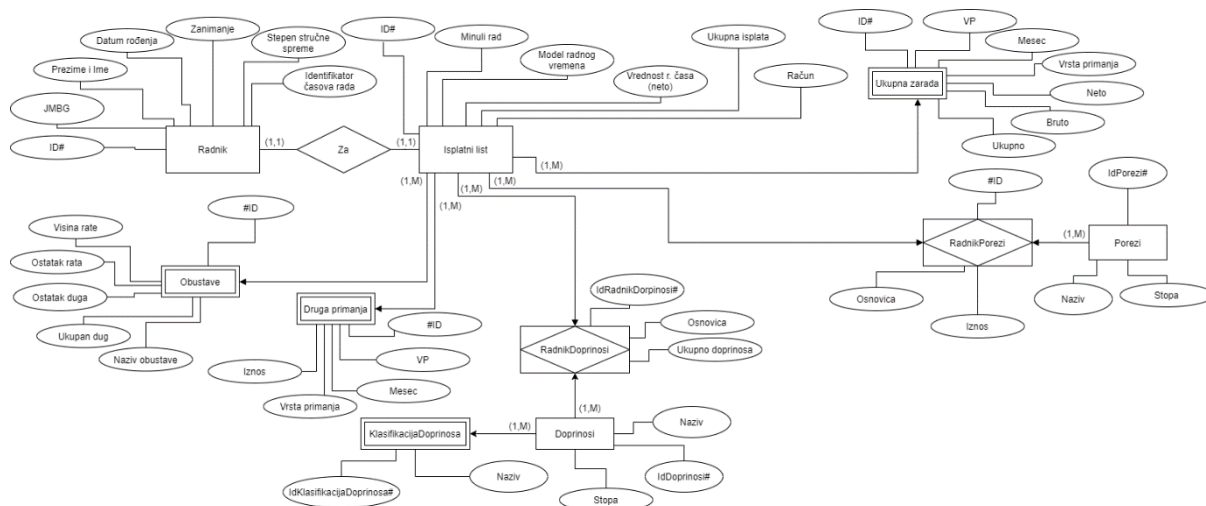 Zanimanje
Datum rođenja
Stepen stručne
spreme
Prezime i Ime
Identifikator
časova rada
JMBG
ID#
Radnik
(1,1)
Za
(1,1)
ID#
Minuli rad
Model radnog
vremena
Vrednost r. časa
(neto)
Ukupna isplata
Račun
Isplatni list
(1,M)
(1,M)
(1,M)
(1,M)
ID#
VP
Mesec
Vrsta primanja
Neto
Bruto
Ukupno
Ukupna zarada
#ID
RadnikPorezi
Osnovica
Iznos
(1,M)
IdPorezi#
Porezi
Naziv
Stopa
#ID
Visina rate
Ostatak rata
Ostatak duga
Ukupan dug
Naziv obustave
Obustave
Druga primanja
#ID
VP
Mesec
Vrsta primanja
Iznos
IdRadnikDorpinosi#
Osnovica
Ukupno doprinosa
RadnikDoprinosi
(1,M)
(1,M)
KlasifikacijaDoprinosa
Doprinosi
Naziv
IdDoprinosi#
Stopa
Naziv
IdKlasifikacijaDoprinosa#